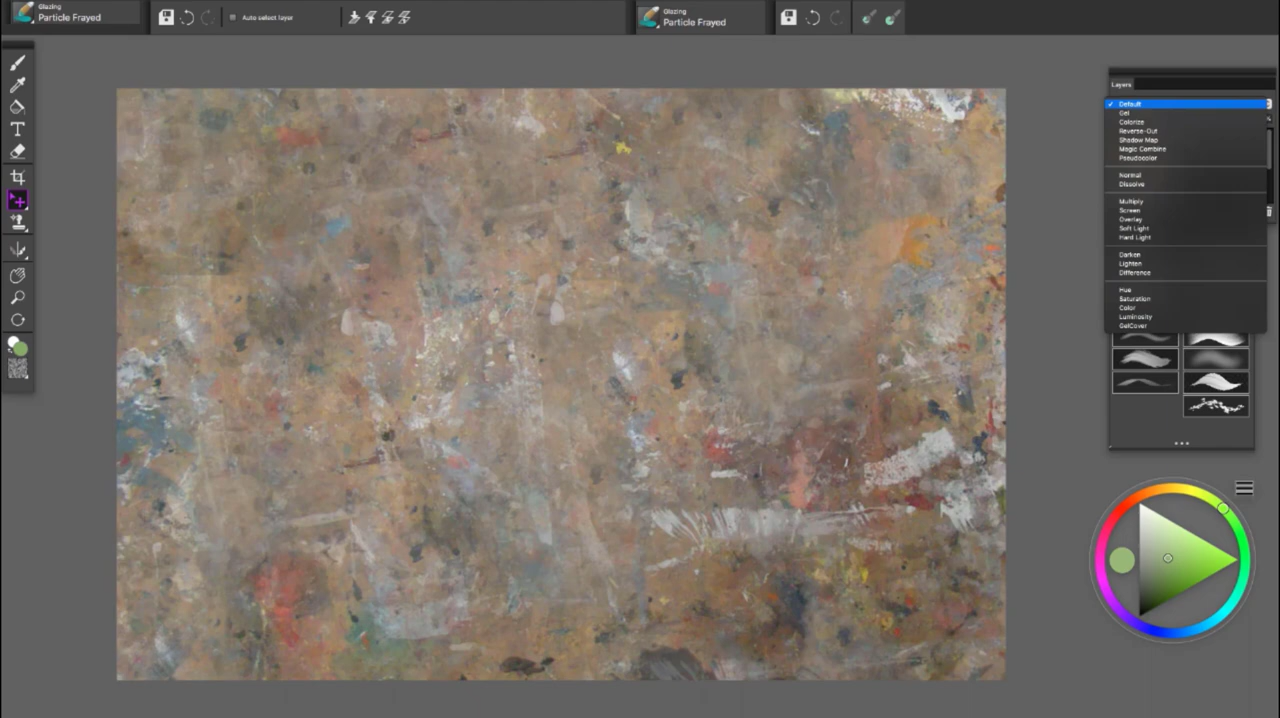 Glazing
Particle Frayed
Auto select layer
Glazing
Particle Frayed
Layers
Default
Gel
Colorize
Reverse-Out
Shadow Map
Magic Combine
Pseudocolor
Normal
Dissolve
Multiply
Screen
Overlay
Soft Light
Hard Light
Darken
Lighten
Difference
Hue
Saturation
Color
Luminosity
GelCover